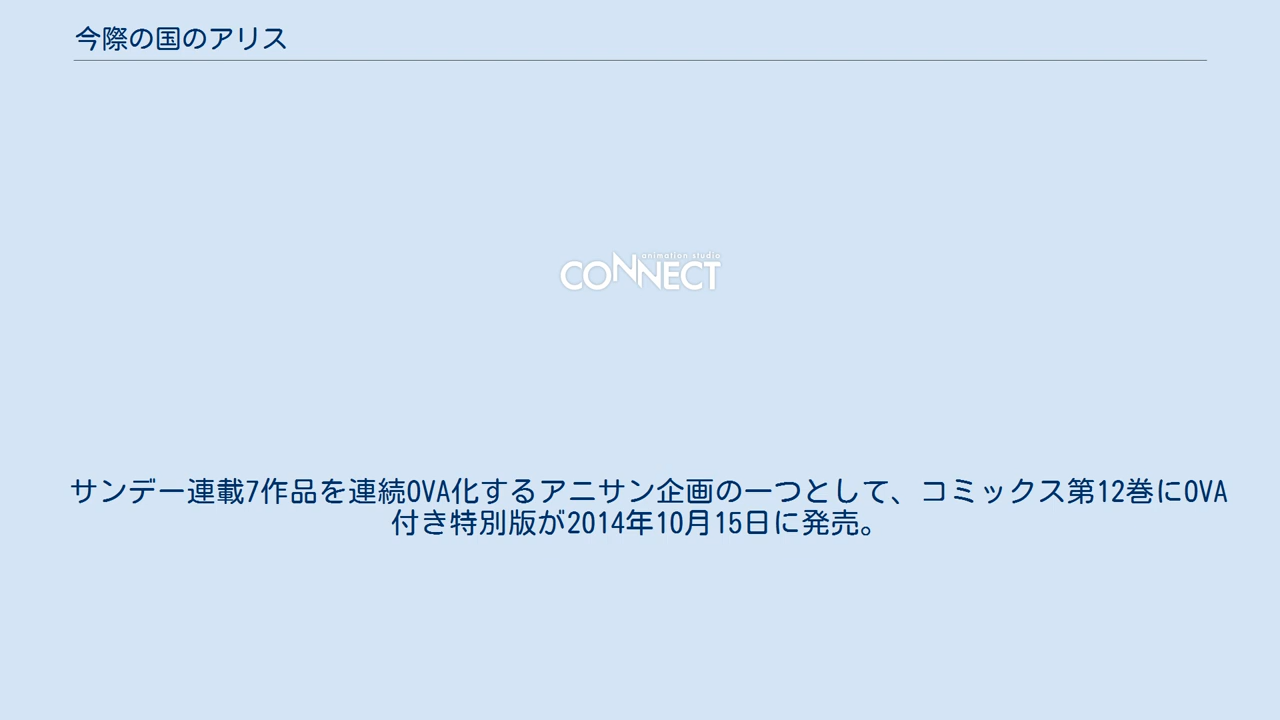 今際の国のアリス
animation studio
CONNECT
サンデー連載7作品を連続OVA化するアニサン企画の一つとして、コミックス第12巻にOVA
付き特別版が2014年10月15日に発売。